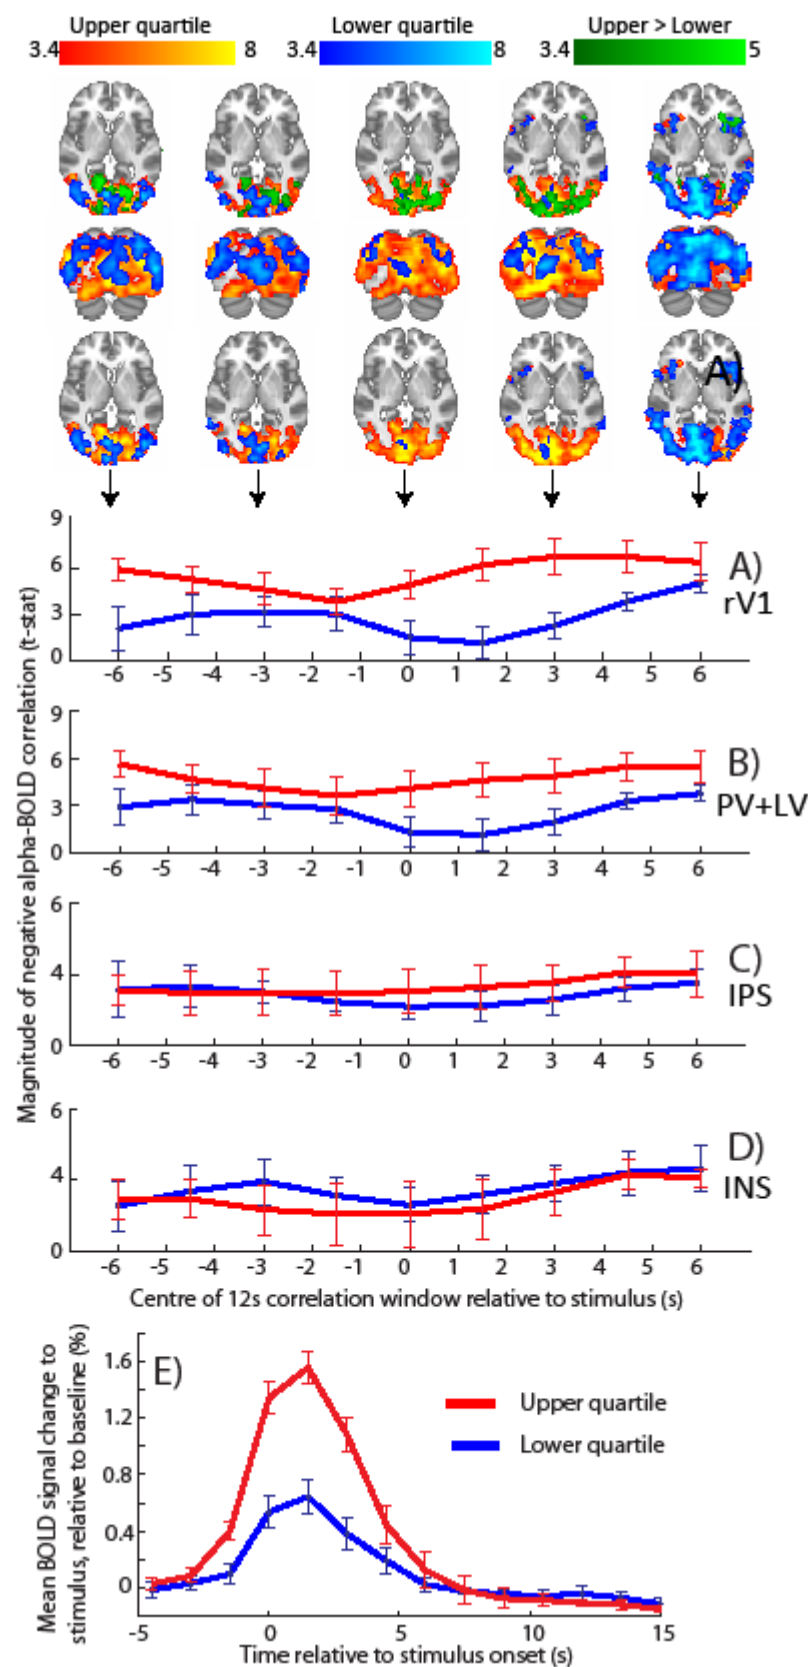 Upper quartile Lower quartile Upper > Lower
3.4 8 3.4 8 3.4 5
A)
Magnitude of negative alpha-BOLD correlation (t-stat)
9
6
3
0
-6 -5 -4 -3 -2 -1 0 1 2 3 4 5 6
A)
rV1
9
6
3
0
-6 -5 -4 -3 -2 -1 0 1 2 3 4 5 6
B)
PV+LV
6
4
0
-6 -5 -4 -3 -2 -1 0 1 2 3 4 5 6
C)
IPS
6
4
0
-6 -5 -4 -3 -2 -1 0 1 2 3 4 5 6
D)
INS
Centre of 12s correlation window relative to stimulus (s)
E)
Mean BOLD signal change to
stimulus, relative to baseline (%)
1.6
1.2
0.8
0.4
0
-5 0 5 10 15
Time relative to stimulus onset (s)
Upper quartile
Lower quartile